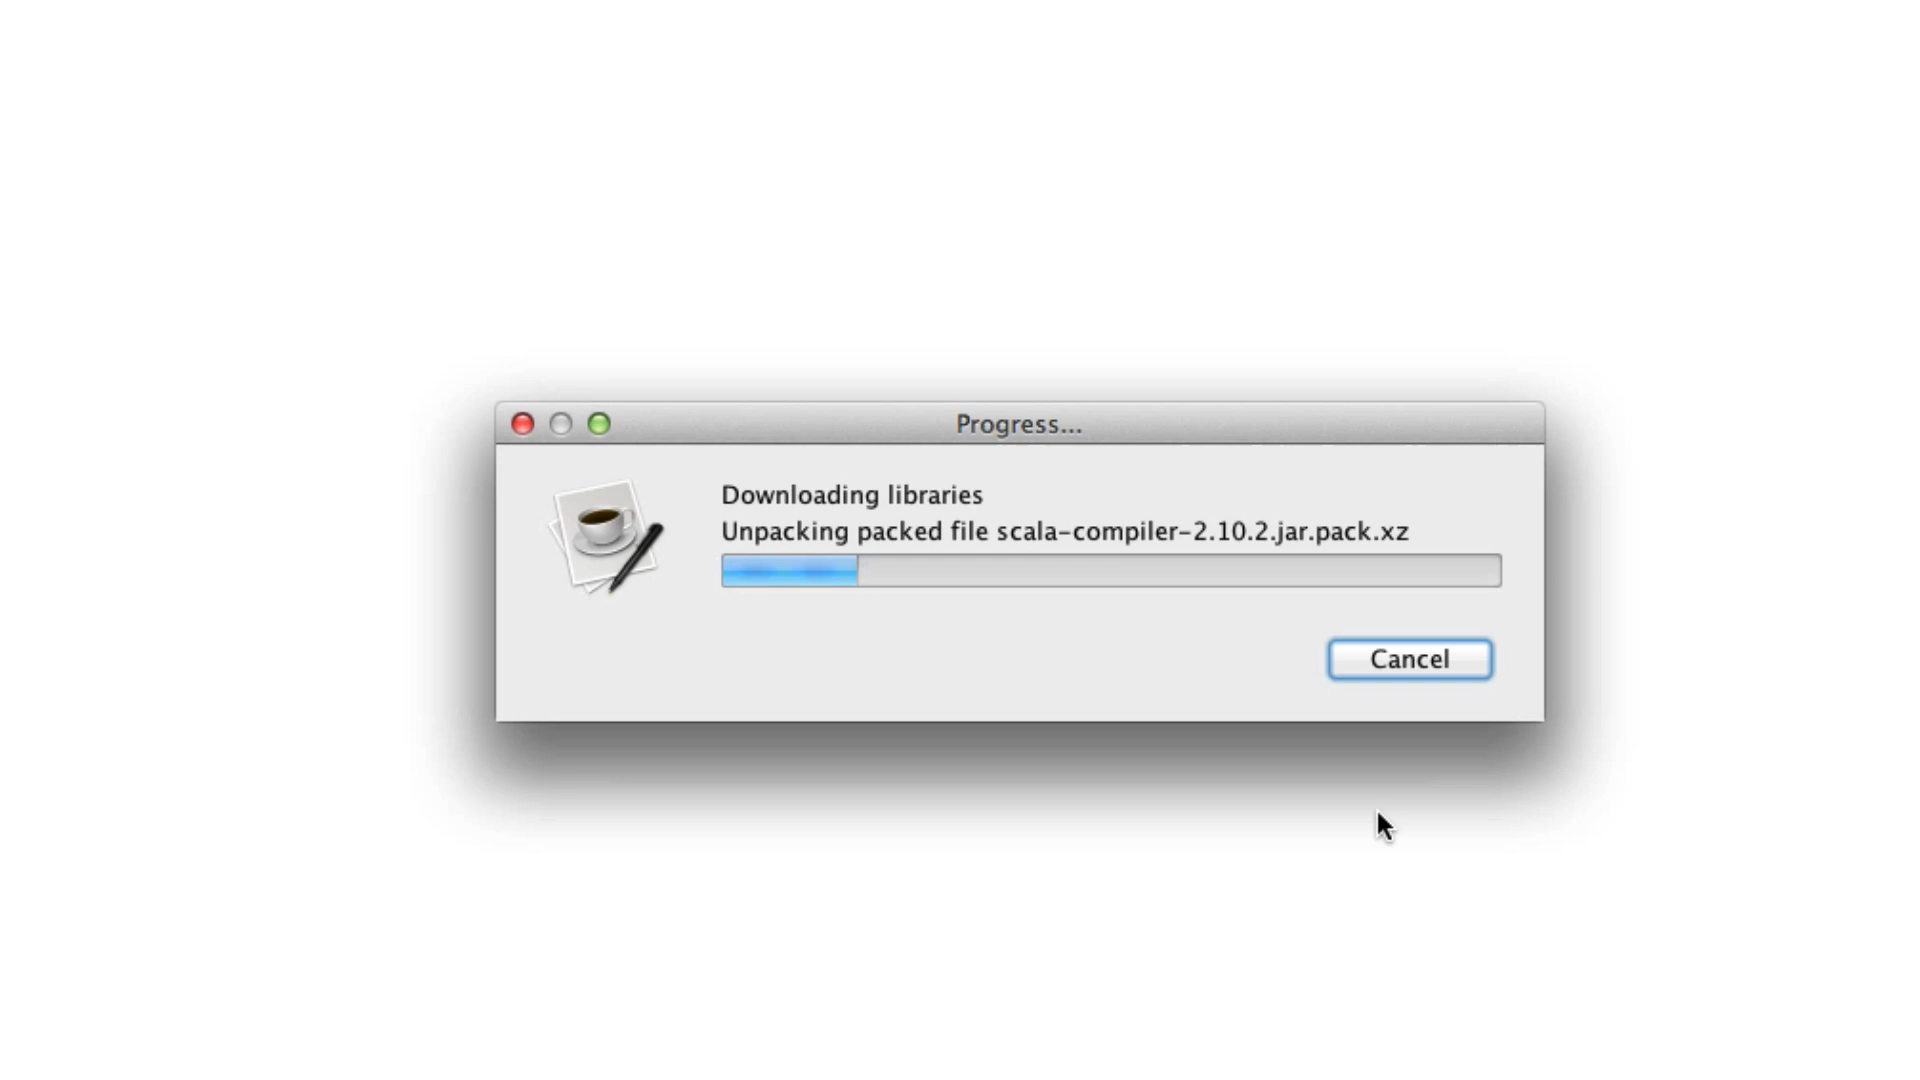 Progress...
Downloading libraries
Unpacking packed file scala-compiler-2.10.2.jar.pack.xz
Cancel